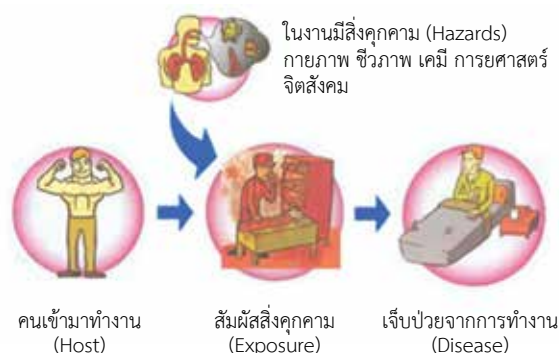 ในงานมีสิ่งคุกคาม (Hazards)
กายภาพ ชีวภาพ เคมี การยศาสตร์
จิตสังคม
คนเข้ามาทำงาน
(Host)
สัมผัสสิ่งคุกคาม
(Exposure)
เจ็บป่วยจากการทำงาน
(Disease)